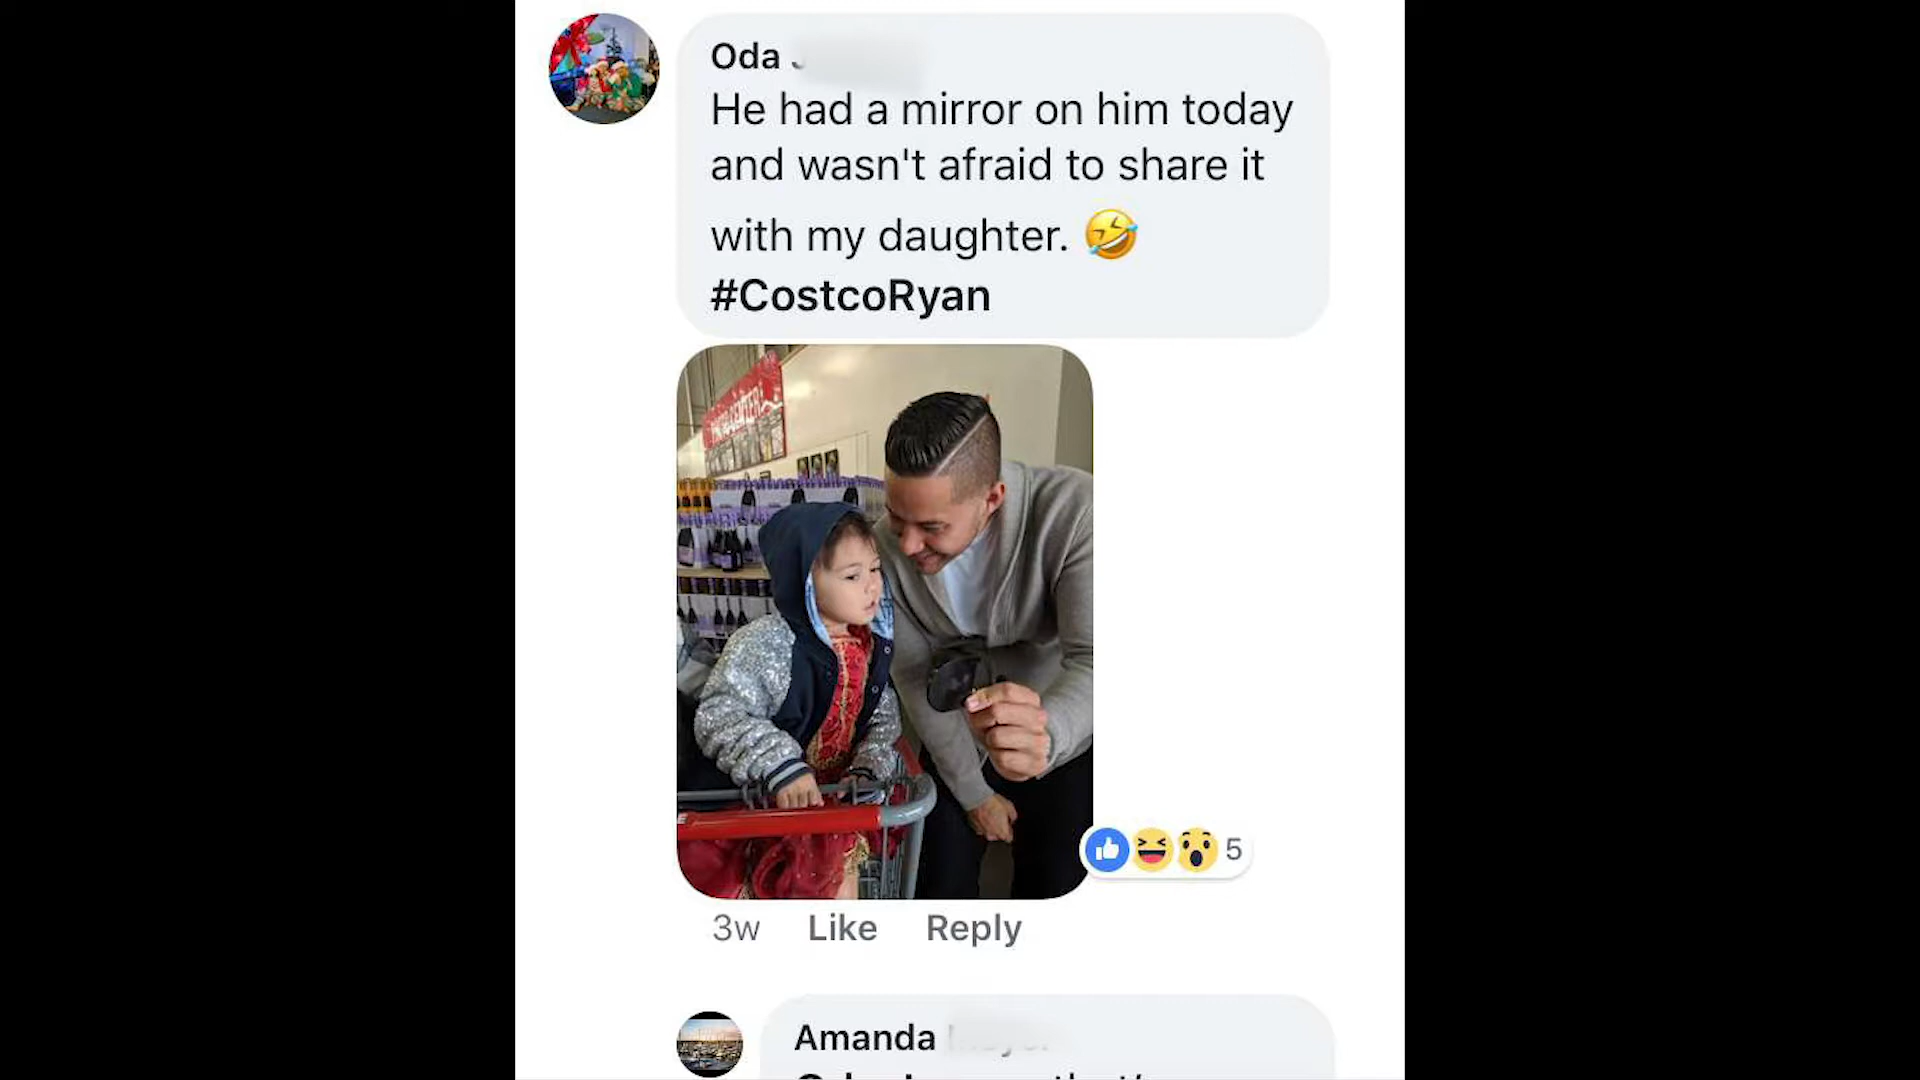 Oda
He had a mirror on him today
and wasn't afraid to share it
with my daughter. 🤣
#CostcoRyan
5
3w Like Reply
Amanda